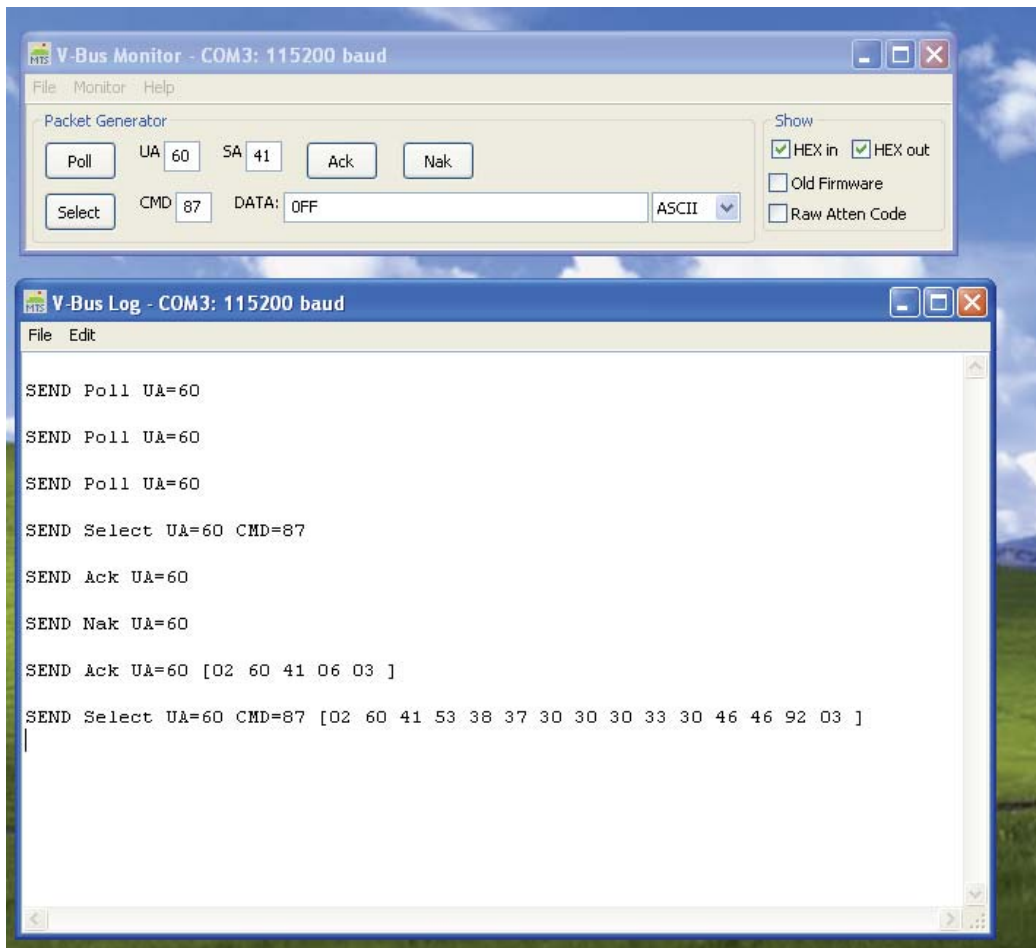 MTS V-Bus Monitor - COM3: 115200 baud
File Monitor Help
Packet Generator
Show
Poll UA 60 SA 41 Ack Nak
HEX in HEX out
Old Firmware
Select CMD 87 DATA: 0FF ASCII
Raw Atten Code
MTS V-Bus Log - COM3: 115200 baud
File Edit
SEND Poll UA=60
SEND Poll UA=60
SEND Poll UA=60
SEND Select UA=60 CMD=87
SEND Ack UA=60
SEND Nak UA=60
SEND Ack UA=60 [02 60 41 06 03 ]
SEND Select UA=60 CMD=87 [02 60 41 53 38 37 30 30 30 33 30 46 46 92 03 ]